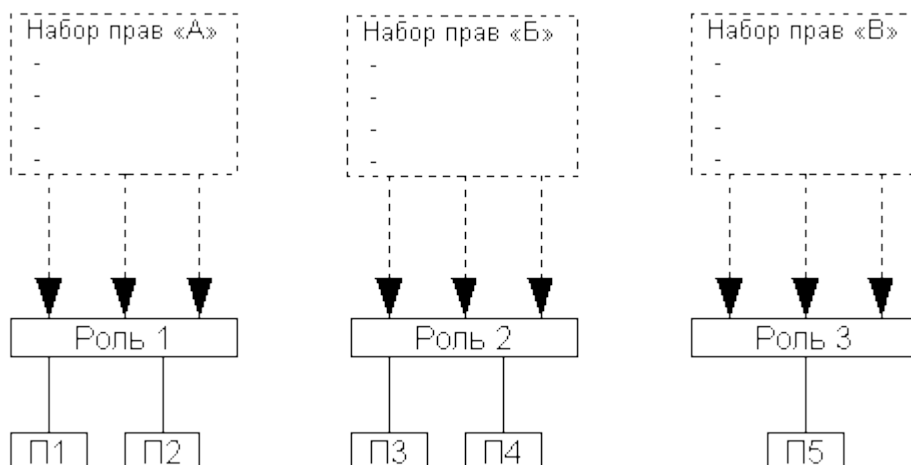 Набор прав «А»
-
-
-
-
Набор прав «Б»
-
-
-
-
Набор прав «В»
-
-
-
-
Роль 1
Роль 2
Роль 3
П1
П2
П3
П4
П5